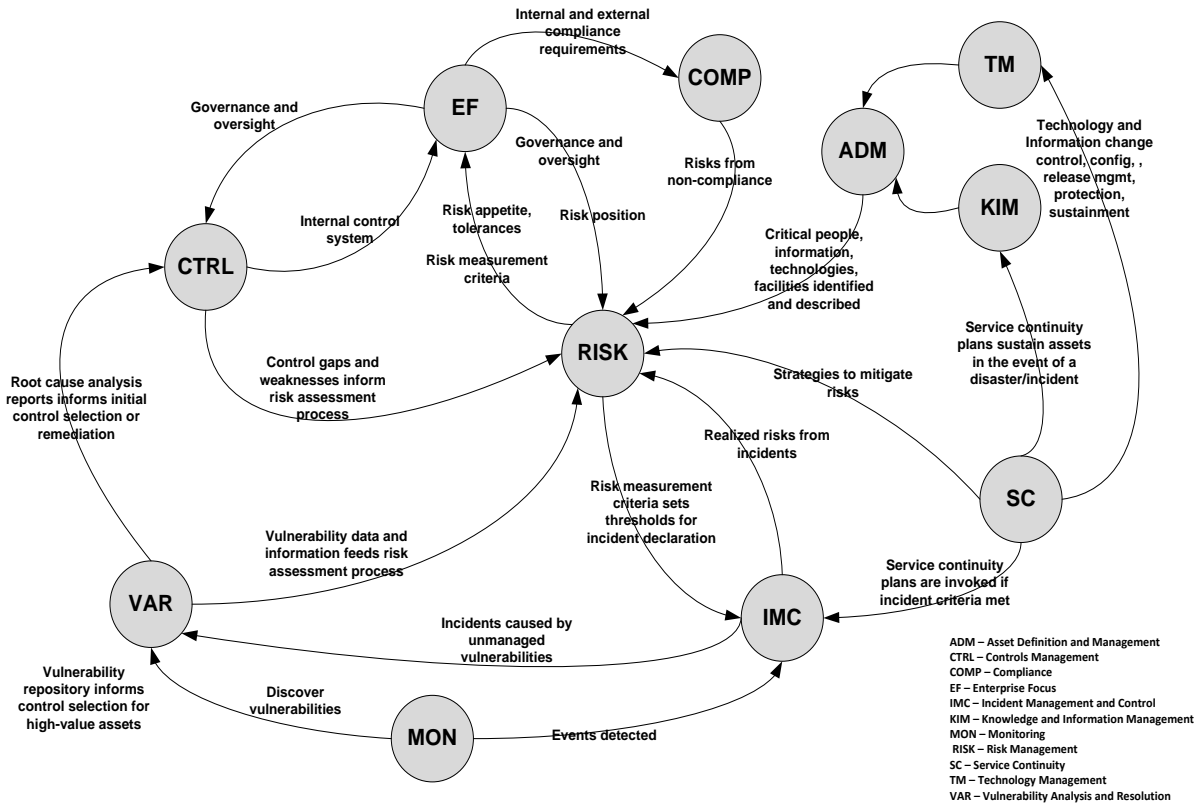 Internal and external
compliance
requirements
EF
COMP
TM
Governance and
oversight
Governance and
oversight
ADM
Technology and
Information change
control, config, ,
release mgmt,
protection,
sustainment
Risks from
non-compliance
KIM
Internal control
system
Risk appetite,
tolerances
Risk position
Risk measurement
criteria
Critical people,
information,
technologies,
facilities identified
and described
CTRL
RISK
Service continuity
plans sustain assets
in the event of a
disaster/incident
Control gaps and
weaknesses inform
risk assessment
process
Root cause analysis
reports informs initial
control selection or
remediation
Strategies to mitigate
risks
Realized risks from
incidents
SC
Risk measurement
criteria sets
thresholds for
incident declaration
Vulnerability data and
information feeds risk
assessment process
Service continuity
plans are invoked if
incident criteria met
VAR
IMC
Incidents caused by
unmanaged
vulnerabilities
Vulnerability
repository informs
control selection for
high-value assets
Discover
vulnerabilities
MON
Events detected
ADM – Asset Definition and Management
CTRL – Controls Management
COMP – Compliance
EF – Enterprise Focus
IMC – Incident Management and Control
KIM – Knowledge and Information Management
MON – Monitoring
RISK – Risk Management
SC – Service Continuity
TM – Technology Management
VAR – Vulnerability Analysis and Resolution